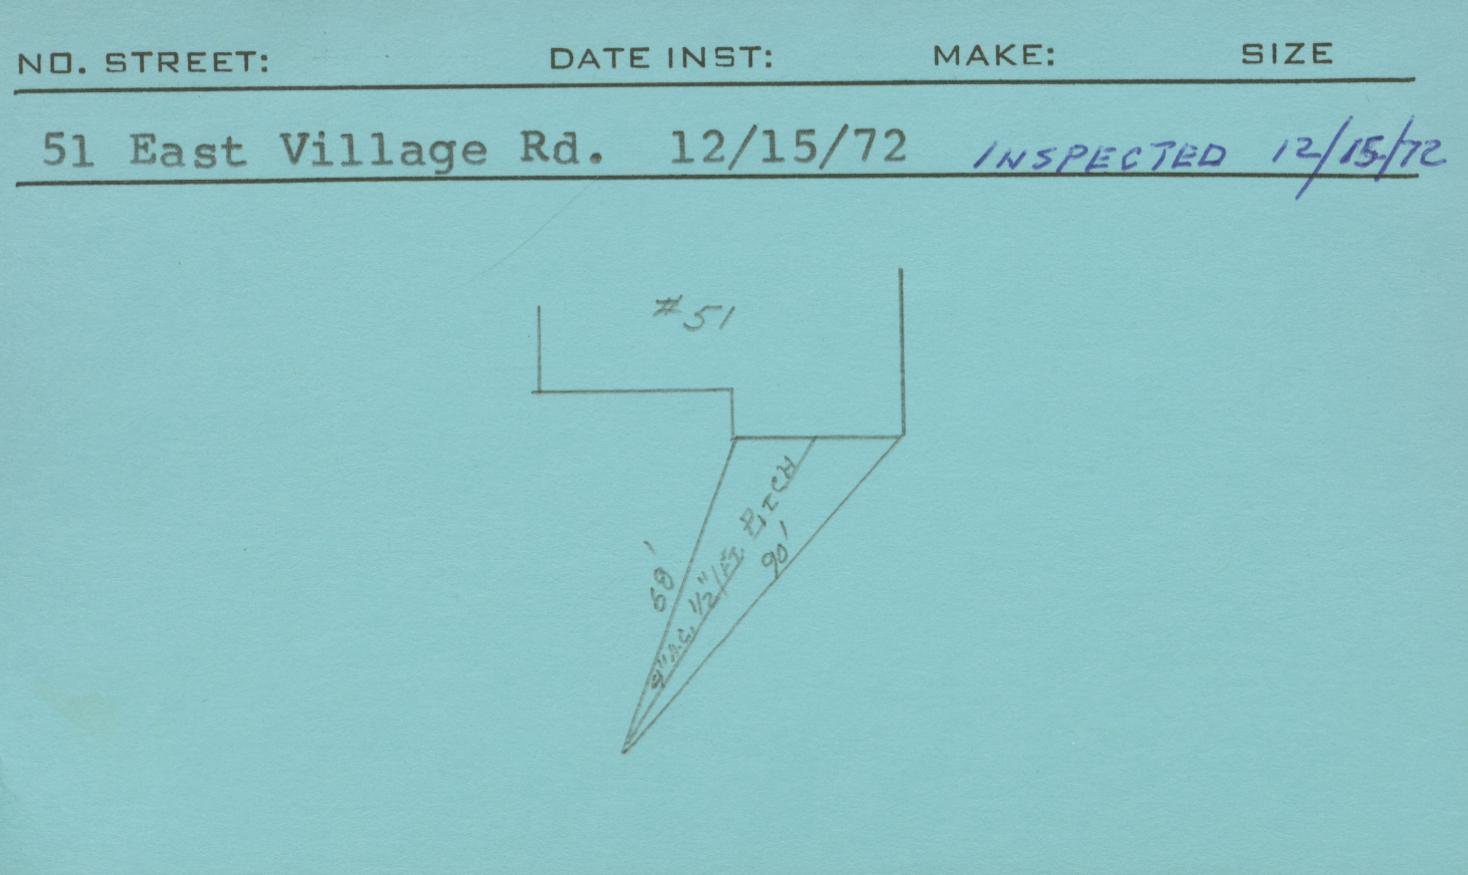 NO. STREET: DATE INST: MAKE: SIZE
51 East Village Rd. 12/15/72 INSPECTED 12/15/72
#51
68'
A.C. 1/2"/FT. PITCH
90'